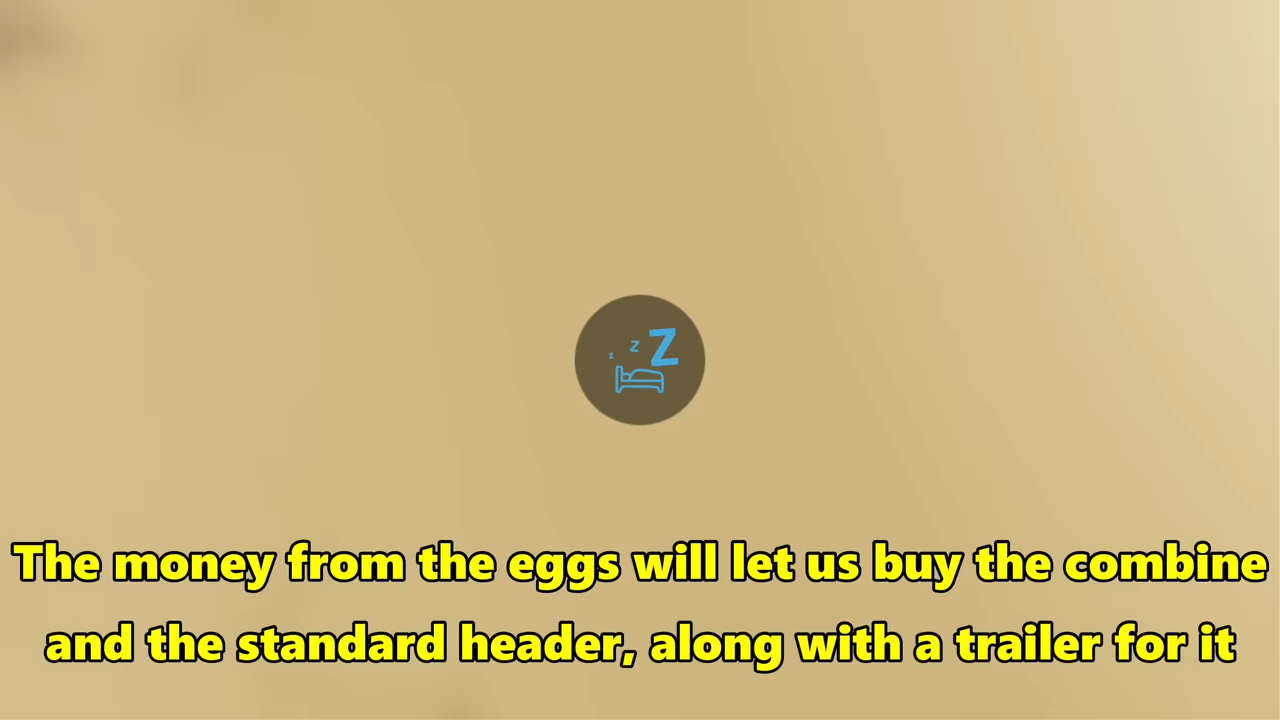 z z Z
The money from the eggs will let us buy the combine
and the standard header, along with a trailer for it